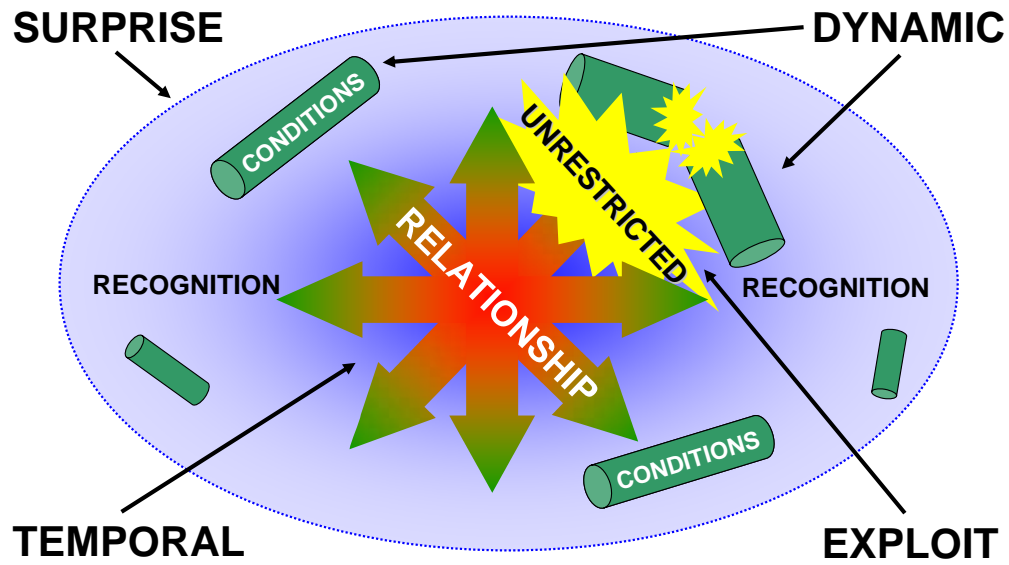 SURPRISE
DYNAMIC
CONDITIONS
UNRESTRICTED
RELATIONSHIP
RECOGNITION
RECOGNITION
CONDITIONS
TEMPORAL
EXPLOIT